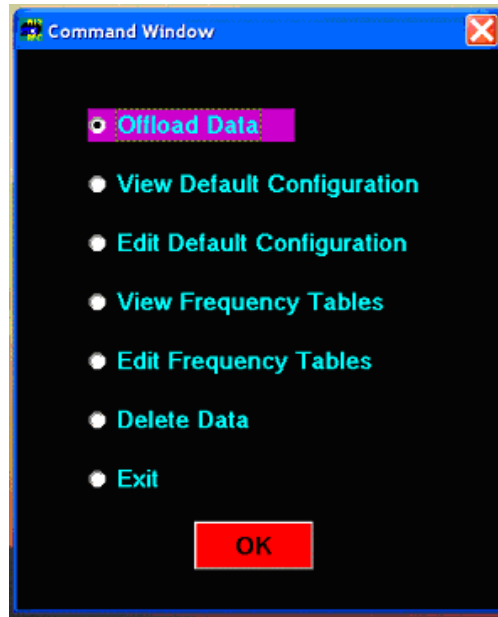 Command Window
Offload Data
View Default Configuration
Edit Default Configuration
View Frequency Tables
Edit Frequency Tables
Delete Data
Exit
OK